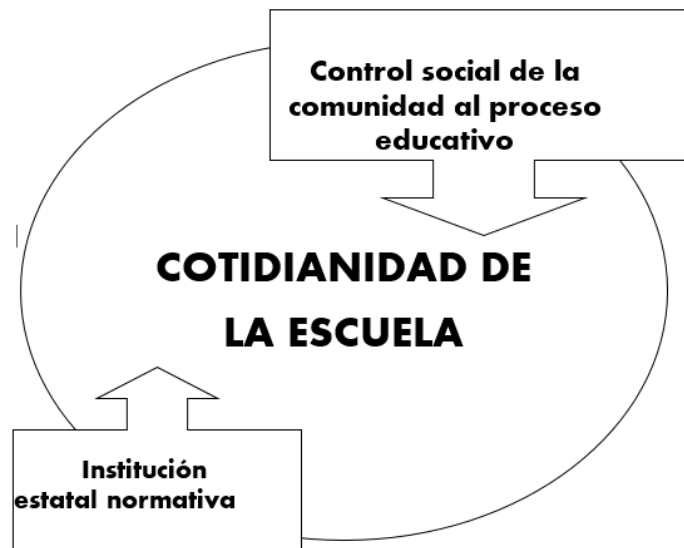 Control social de la
comunidad al proceso
educativo
COTIDIANIDAD DE
LA ESCUELA
Institución
estatal normativa